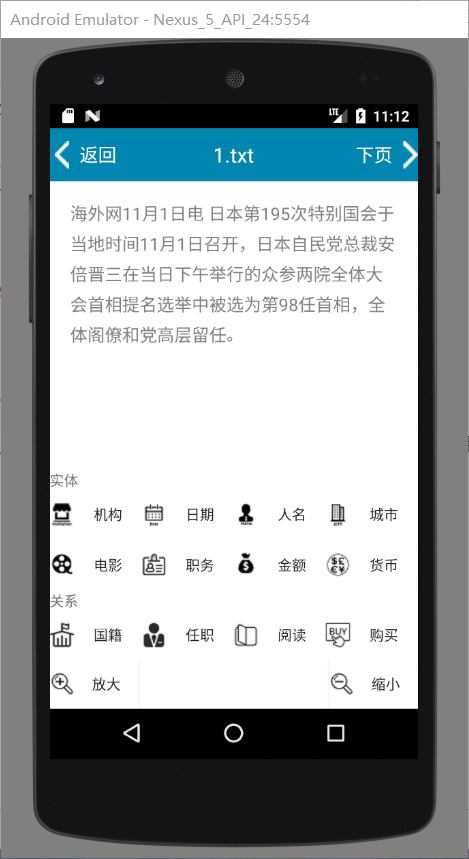 Android Emulator - Nexus_5_API_24:5554
LTE 11:12
返回 1.txt 下页
海外网11月1日电 日本第195次特别国会于
当地时间11月1日召开，日本自民党总裁安
倍晋三在当日下午举行的众参两院全体大
会首相提名选举中被选为第98任首相，全
体阁僚和党高层留任。
实体
机构 日期 人名 城市
电影 职务 金额 货币
关系
国籍 任职 阅读 BUY 购买
放大 缩小